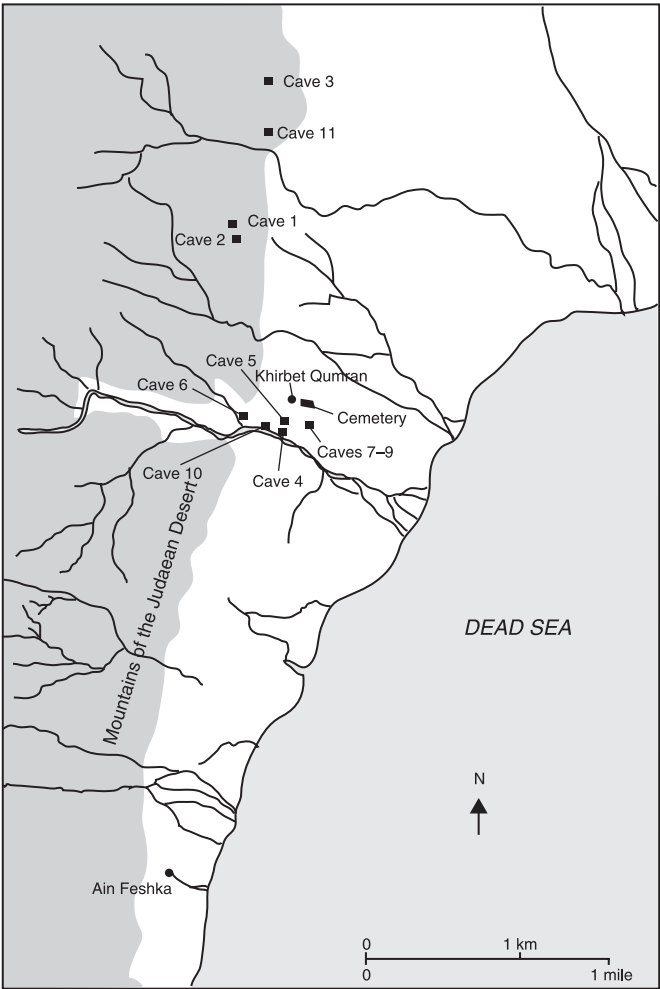 Cave 3
Cave 11
Cave 1
Cave 2
Cave 5
Khirbet Qumran
Cave 6
Cemetery
Caves 7–9
Cave 10
Cave 4
Mountains of the Judaean Desert
DEAD SEA
N
Ain Feshka
0 1 km
0 1 mile